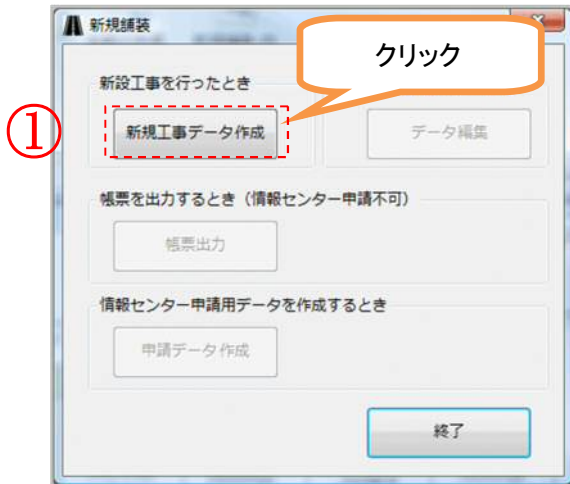 新規舗装
クリック
新設工事を行ったとき
①
新規工事データ作成
データ編集
帳票を出力するとき（情報センター申請不可）
帳票出力
情報センター申請用データを作成するとき
申請データ作成
終了